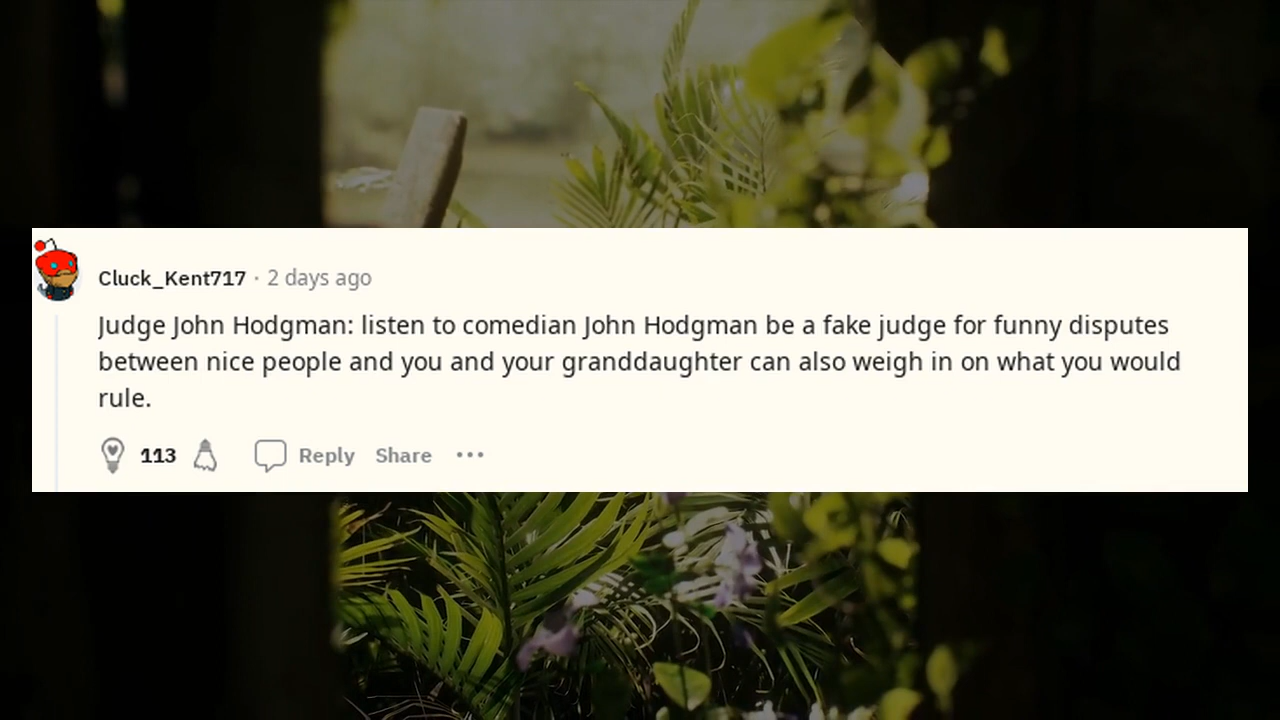 Cluck_Kent717 · 2 days ago
Judge John Hodgman: listen to comedian John Hodgman be a fake judge for funny disputes
between nice people and you and your granddaughter can also weigh in on what you would
rule.
113 Reply Share ···